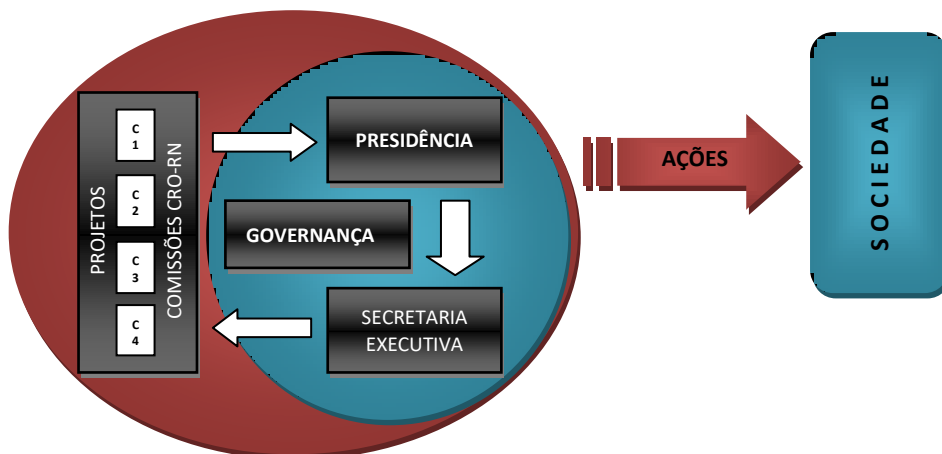 PROJETOS
C
1
C
2
C
3
C
4
COMISSÕES CRO-RN
PRESIDÊNCIA
GOVERNANÇA
SECRETARIA
EXECUTIVA
AÇÕES
SOCIEDADE